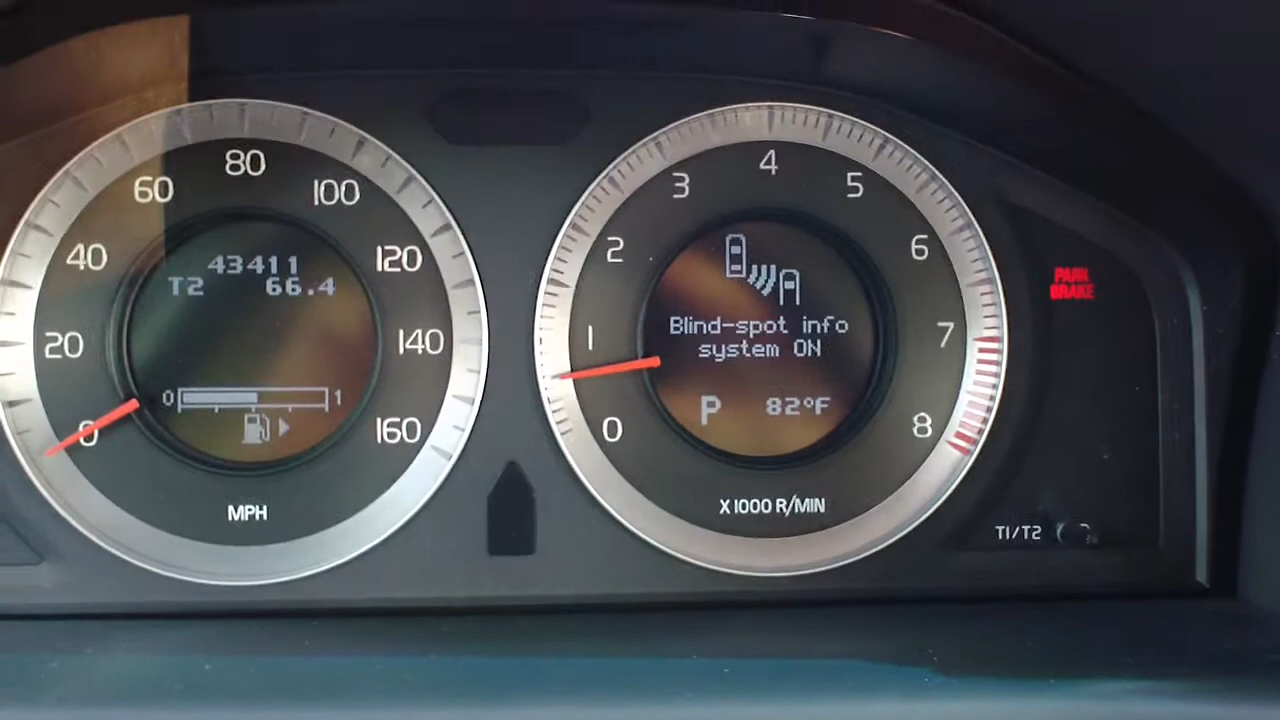 0
20
40
60
80
100
120
140
160
43411
T2 66.4
0 1
MPH
0
1
2
3
4
5
6
7
8
Blind-spot info
system ON
P 82°F
X1000 R/MIN
PARK
BRAKE
T1/T2